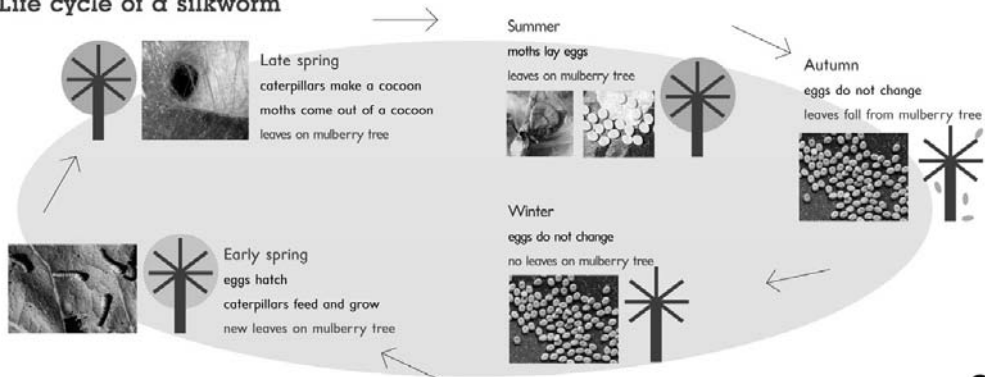 Life cycle of a silkworm
Late spring
caterpillars make a cocoon
moths come out of a cocoon
leaves on mulberry tree
Summer
moths lay eggs
leaves on mulberry tree
Autumn
eggs do not change
leaves fall from mulberry tree
Winter
eggs do not change
no leaves on mulberry tree
Early spring
eggs hatch
caterpillars feed and grow
new leaves on mulberry tree